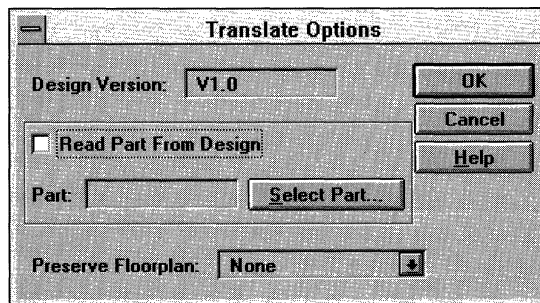 Translate Options
Design Version: V1.0
OK
Cancel
Read Part From Design
Help
Part: Select Part...
Preserve Floorplan: None